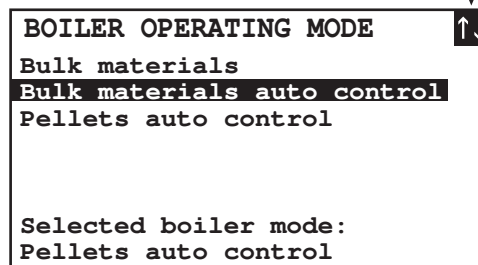 BOILER OPERATING MODE
Bulk materials
Bulk materials auto control
Pellets auto control
Selected boiler mode:
Pellets auto control